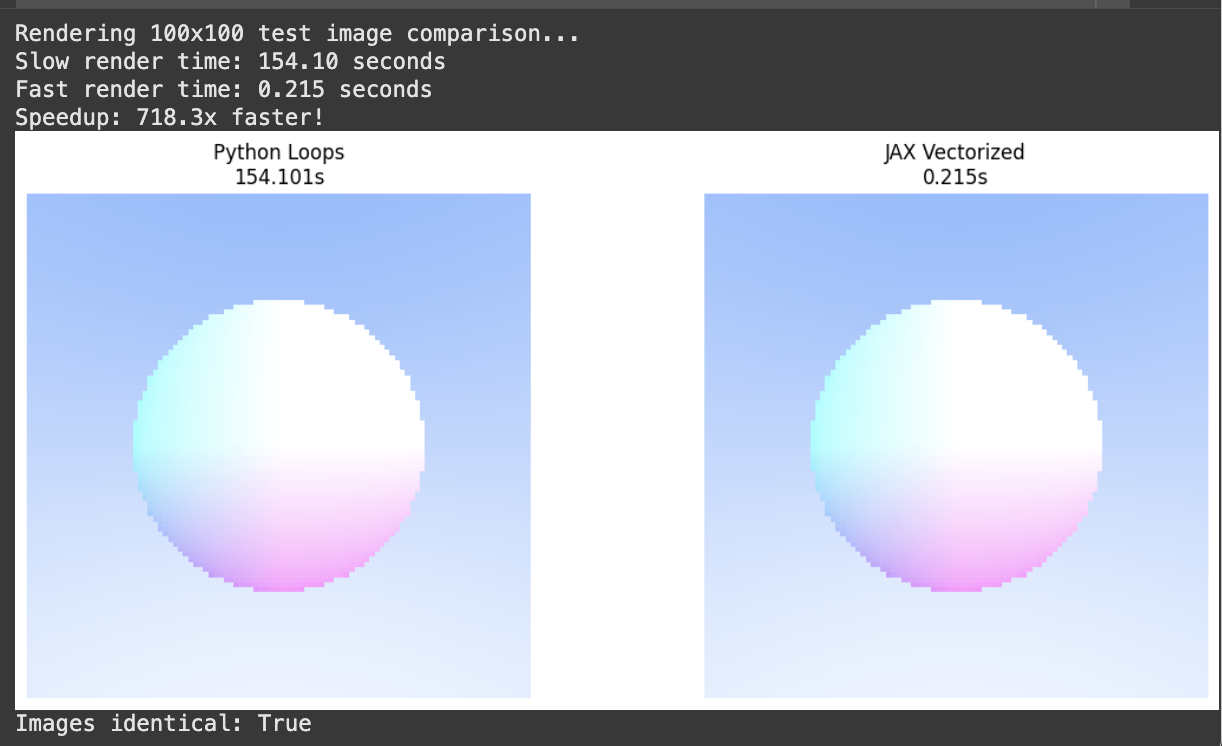 Rendering 100x100 test image comparison...
Slow render time: 154.10 seconds
Fast render time: 0.215 seconds
Speedup: 718.3x faster!
Python Loops
154.101s
JAX Vectorized
0.215s
Images identical: True